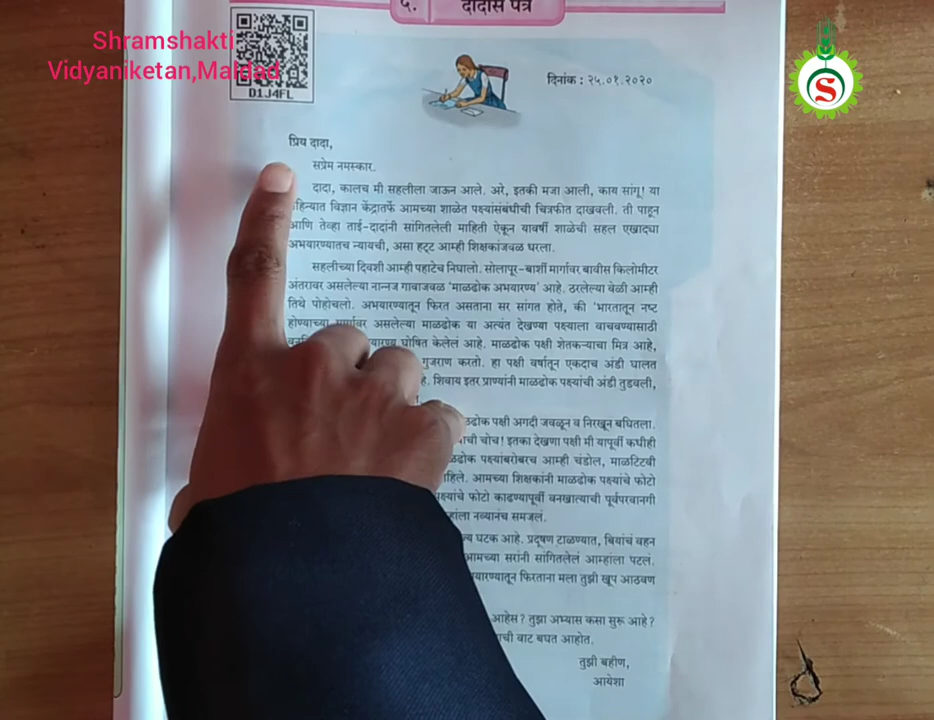 Shramshakti
Vidyaniketan,Maldad
D1J4FL
५. दादास पत्र
S
दिनांक : २५.०१.२०२०
प्रिय दादा,
सप्रेम नमस्कार.
दादा, कालच मी सहलीला जाऊन आले. अरे, इतकी मजा आली, काय सांगू! या
हिन्यात विज्ञान केंद्रातर्फे आमच्या शाळेत पक्ष्यांसंबंधीची चित्रफीत दाखवली. ती पाहून
आणि तेव्हा ताई-दादांनी सांगितलेली माहिती ऐकून यावर्षी शाळेची सहल एखाद्या
अभयारण्यातच न्यायची, असा हट्ट आम्ही शिक्षकांजवळ धरला.
सहलीच्या दिवशी आम्ही पहाटेच निघालो. सोलापूर-बार्शी मार्गावर बावीस किलोमीटर
अंतरावर असलेल्या नान्नज गावाजवळ ‘माळढोक अभयारण्य’ आहे. ठरलेल्या वेळी आम्ही
तिथे पोहोचलो. अभयारण्यातून फिरत असताना सर सांगत होते, की ‘भारतातून नष्ट
होण्याच्या मार्गावर असलेल्या माळढोक या अत्यंत देखण्या पक्ष्याला वाचवण्यासाठी
घोषित केलेलं आहे. माळढोक पक्षी शेतकऱ्याचा मित्र आहे,
गुजराण करतो. हा पक्षी वर्षातून एकदाच अंडी घालत
हे. शिवाय इतर प्राण्यांनी माळढोक पक्ष्यांची अंडी तुडवली,
ळढोक पक्षी अगदी जवळून व निरखून बघितला.
ची चोच! इतका देखणा पक्षी मी यापूर्वी कधीही
ळढोक पक्ष्यांबरोबरच आम्ही चंडोल, माळटिटवी
हिले. आमच्या शिक्षकांनी माळढोक पक्ष्यांचे फोटो
क्ष्यांचे फोटो काढण्यापूर्वी वनखात्याची पूर्वपरवानगी
हांला नव्यानंच समजलं.
घटक आहे. प्रदूषण टाळण्यात, बियांचं वहन
आमच्या सरांनी सांगितलेलं आम्हांला पटलं.
यारण्यातून फिरताना मला तुझी खूप आठवण
आहेस? तुझा अभ्यास कसा सुरू आहे?
ची वाट बघत आहोत.
तुझी बहीण,
आयेशा